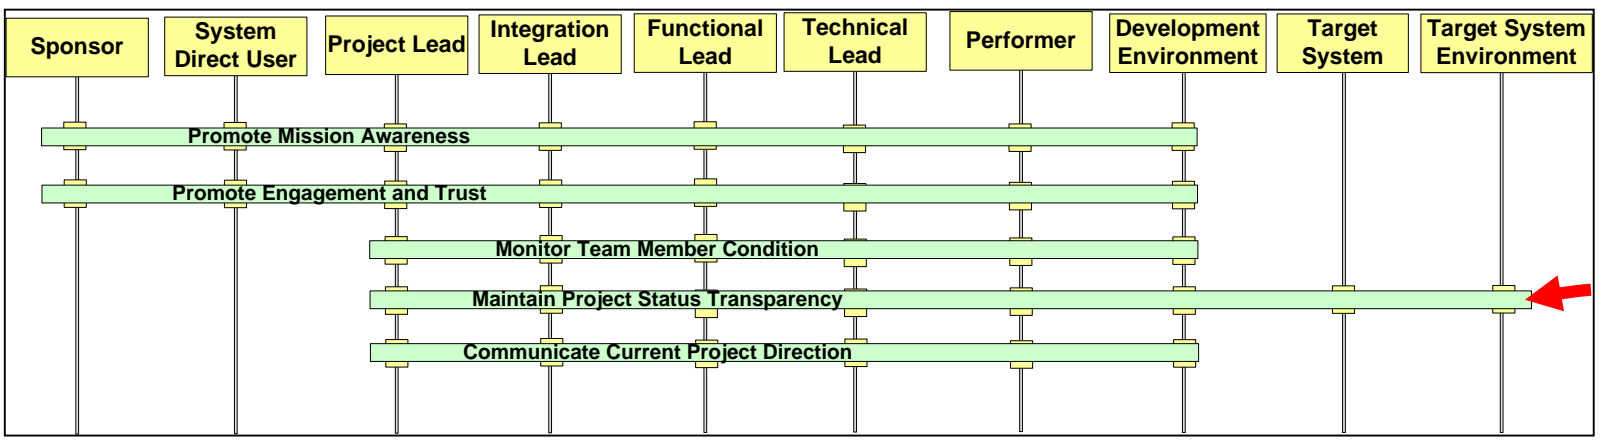 Sponsor
System
Direct User
Project Lead
Integration
Lead
Functional
Lead
Technical
Lead
Performer
Development
Environment
Target
System
Target System
Environment
Promote Mission Awareness
Promote Engagement and Trust
Monitor Team Member Condition
Maintain Project Status Transparency
Communicate Current Project Direction